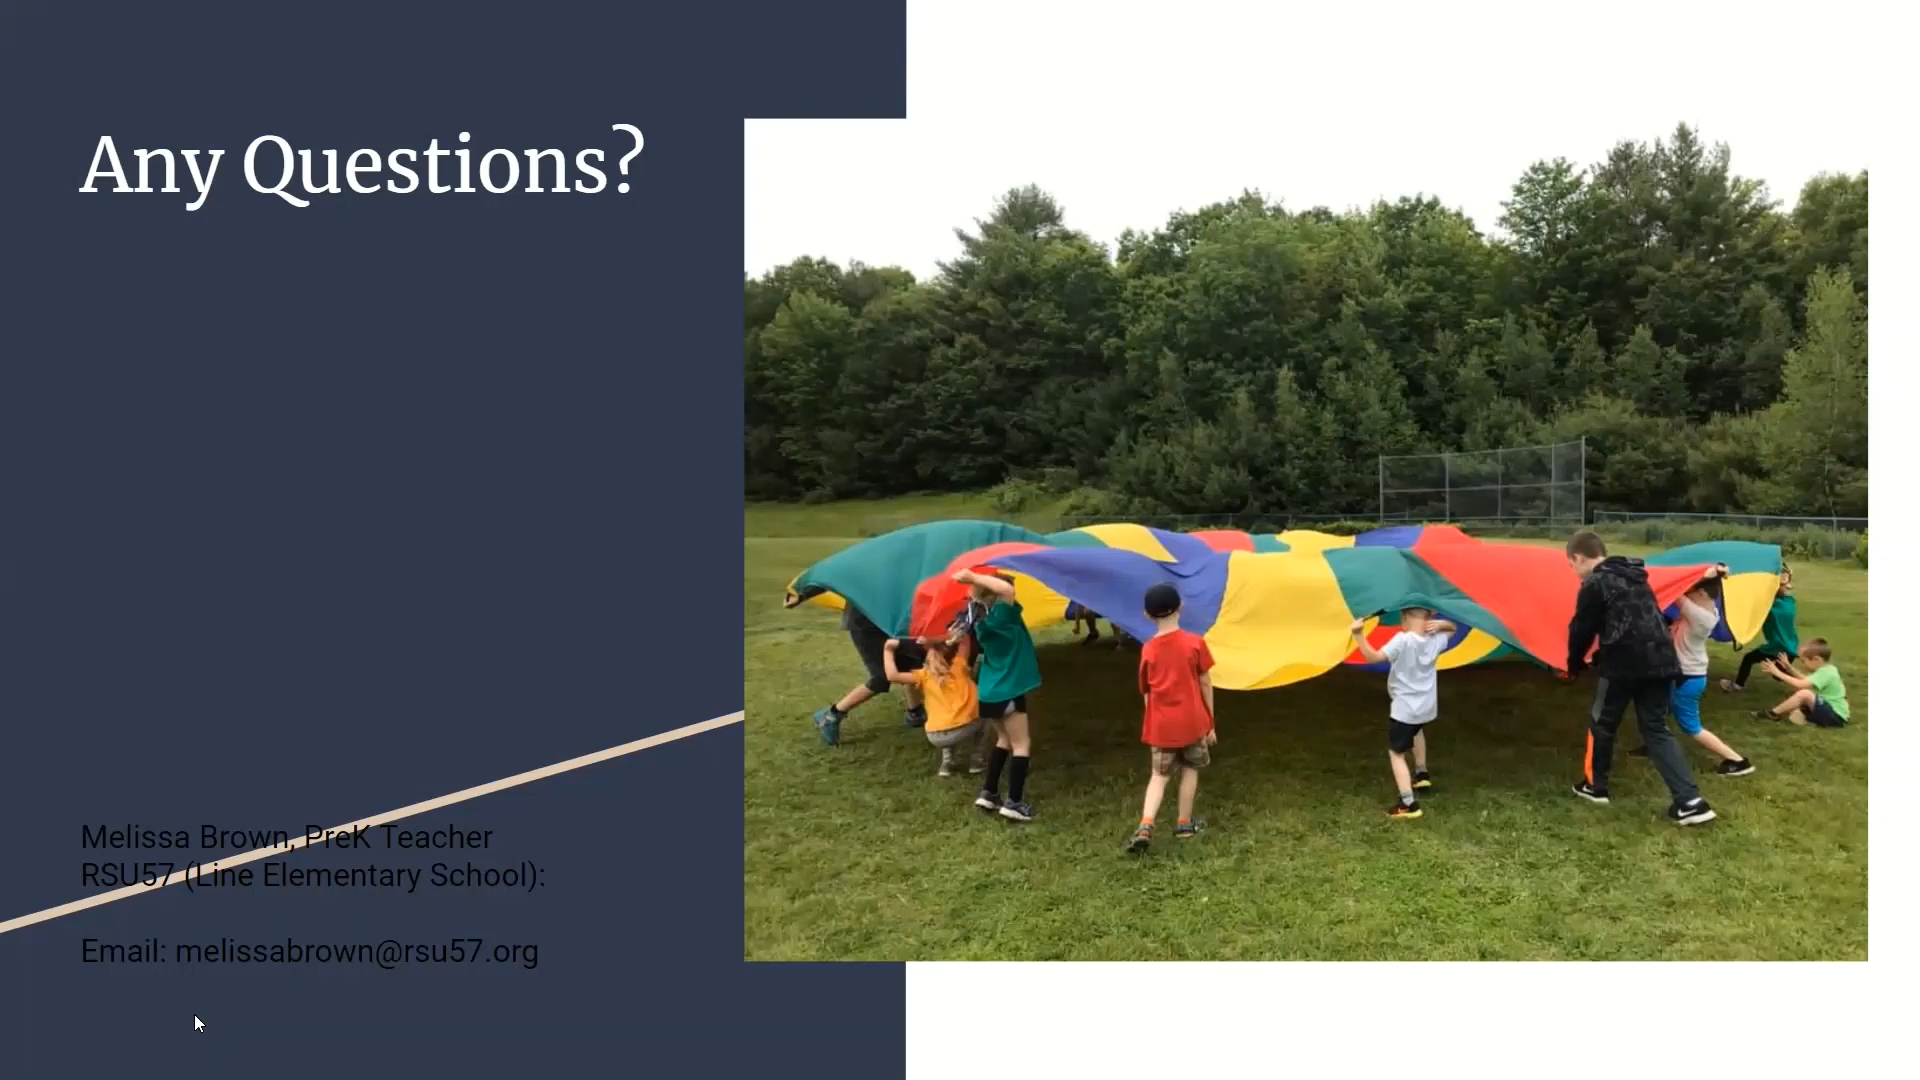 Any Questions?
Melissa Brown, PreK Teacher
RSU57 (Line Elementary School):
Email: melissabrown@rsu57.org